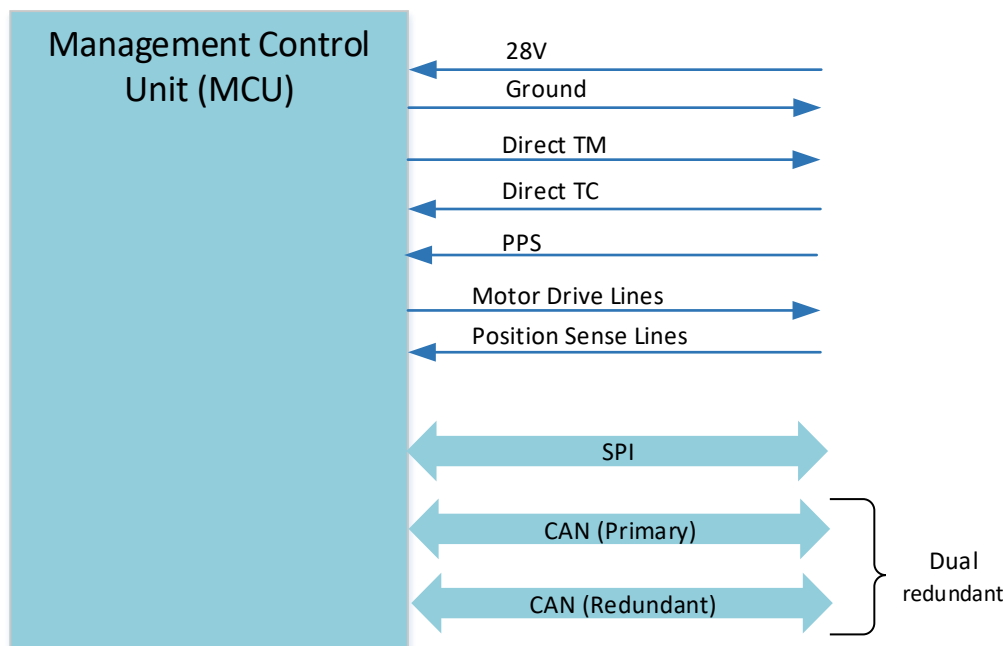 Management Control
Unit (MCU)
28V
Ground
Direct TM
Direct TC
PPS
Motor Drive Lines
Position Sense Lines
SPI
CAN (Primary)
CAN (Redundant)
Dual
redundant